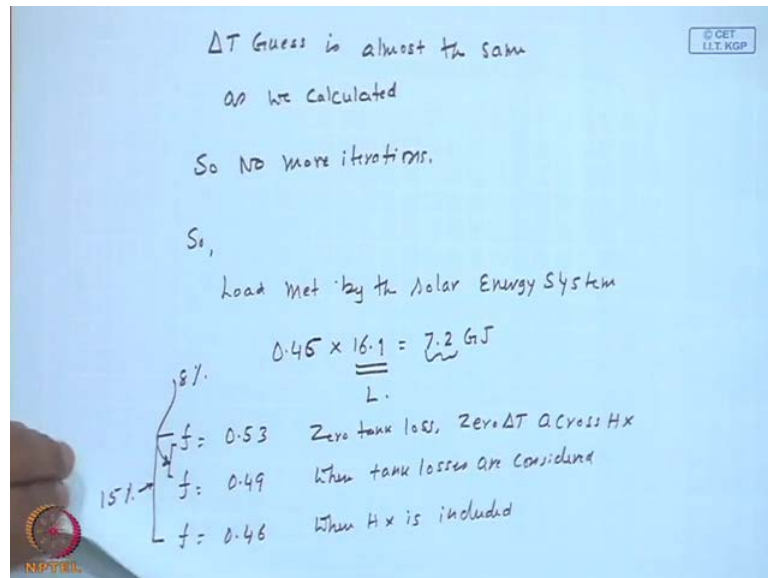 © CET
I.I.T. KGP
ΔT Guess is almost the same
as we calculated
So No more iterations.
So,
Load met by the Solar Energy System
0.45 × 16.1 = 7.2 GJ
L.
8%.
f = 0.53 Zero tank loss, Zero ΔT across Hx
f = 0.49 When tank losses are considered
15%.
f = 0.46 When Hx is included
NPTEL